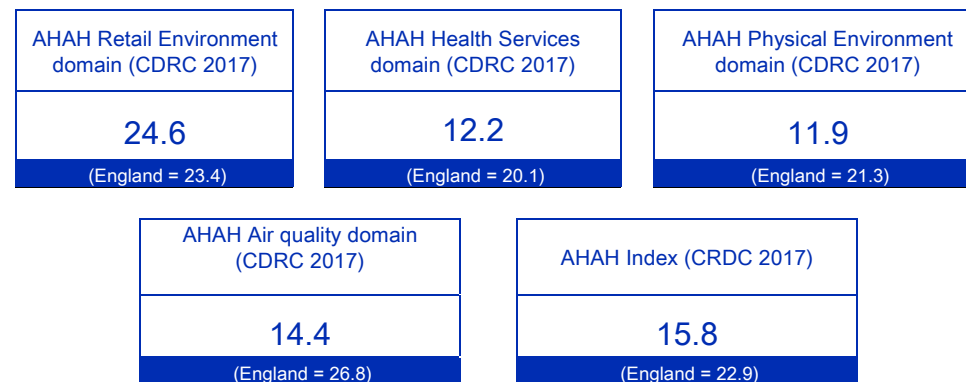 AHAH Retail Environment
domain (CDRC 2017)
24.6
(England = 23.4)
AHAH Health Services
domain (CDRC 2017)
12.2
(England = 20.1)
AHAH Physical Environment
domain (CDRC 2017)
11.9
(England = 21.3)
AHAH Air quality domain
(CDRC 2017)
14.4
(England = 26.8)
AHAH Index (CRDC 2017)
15.8
(England = 22.9)